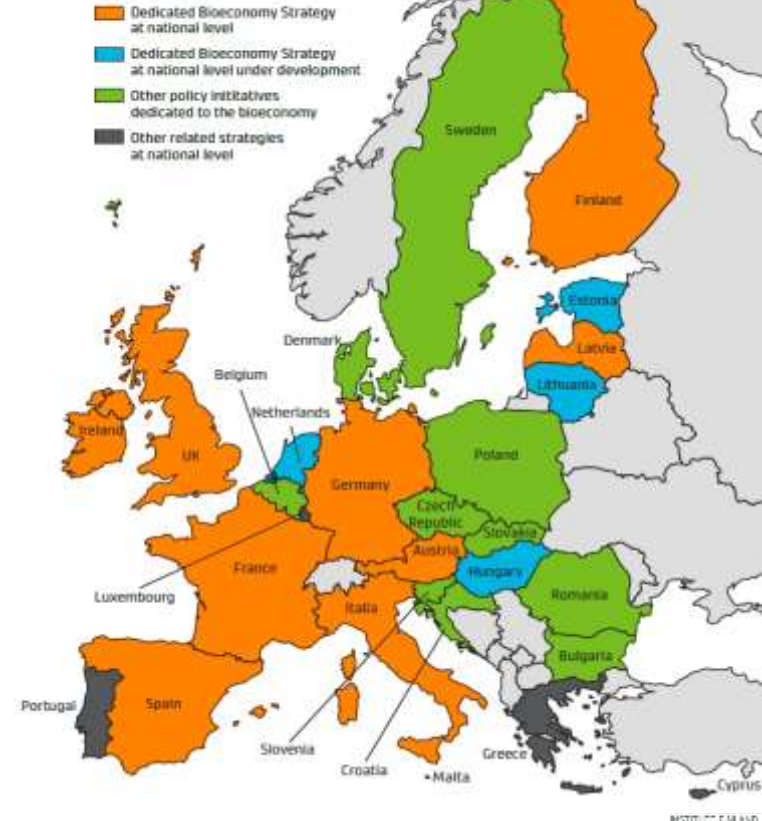 Dedicated Bioeconomy Strategy
at national level
Dedicated Bioeconomy Strategy
at national level under development
Other policy inititatives
dedicated to the bioeconomy
Other related strategies
at national level
Sweden
Finland
Estonia
Denmark
Latvia
Belgium
Lithuania
Netherlands
Ireland
UK
Poland
Germany
Czech
Republic
Slovakia
Austria
France
Hungary
Luxembourg
Romania
Italia
Bulgaria
Portugal
Spain
Slovenia
Greece
Croatia
Malta
Cyprus